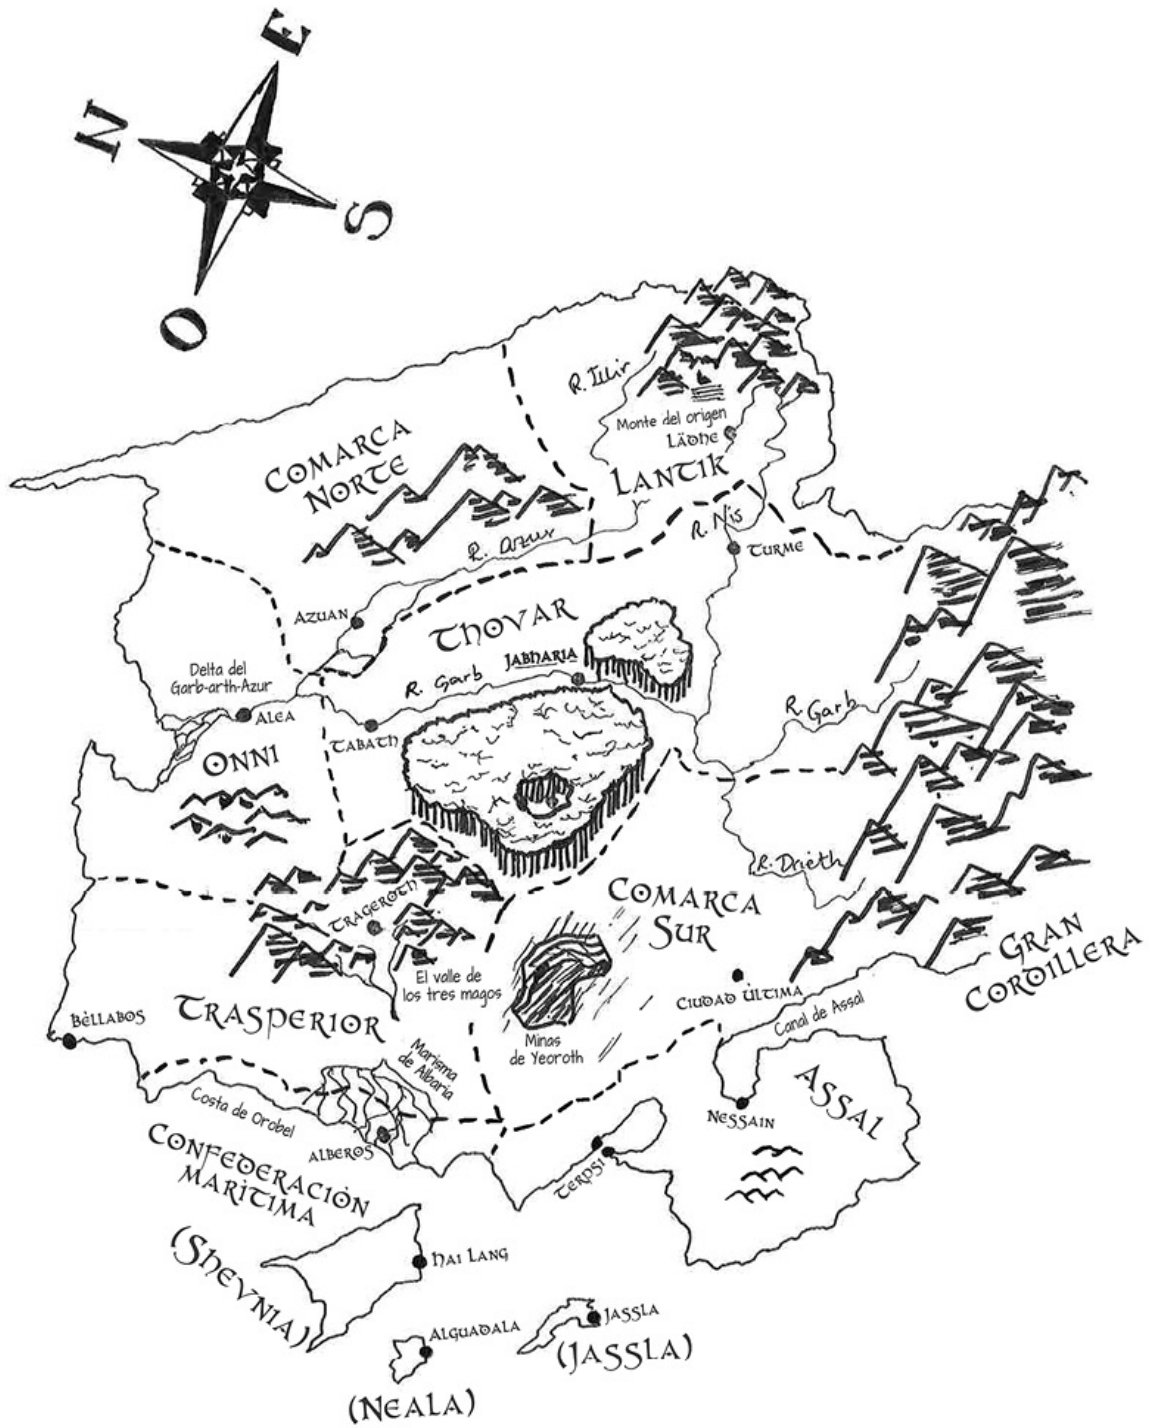 E
N
S
O
R. Illir
Monte del origen
Lädhe
Lantik
Comarca
Norte
R. Azur
R. Nis
Turme
Azuan
Thovar
Jabharia
R. Garb
Delta del
Garb-arth-Azur
Alea
Tabath
R. Garb
Onni
R. Drieth
Comarca
Sur
Trageroth
Gran
Cordillera
El valle de
los tres magos
Ciudad Última
Canal de Assal
Trasperior
Bèllabos
Minas
de Yeoroth
Marisma
de Albaria
Assal
Costa de Orobel
Nessain
Alberos
Confederación
Marítima
Terpsi
(Shevnia)
Hai Lang
Alguadala
Jassla
(Jassla)
(Neala)